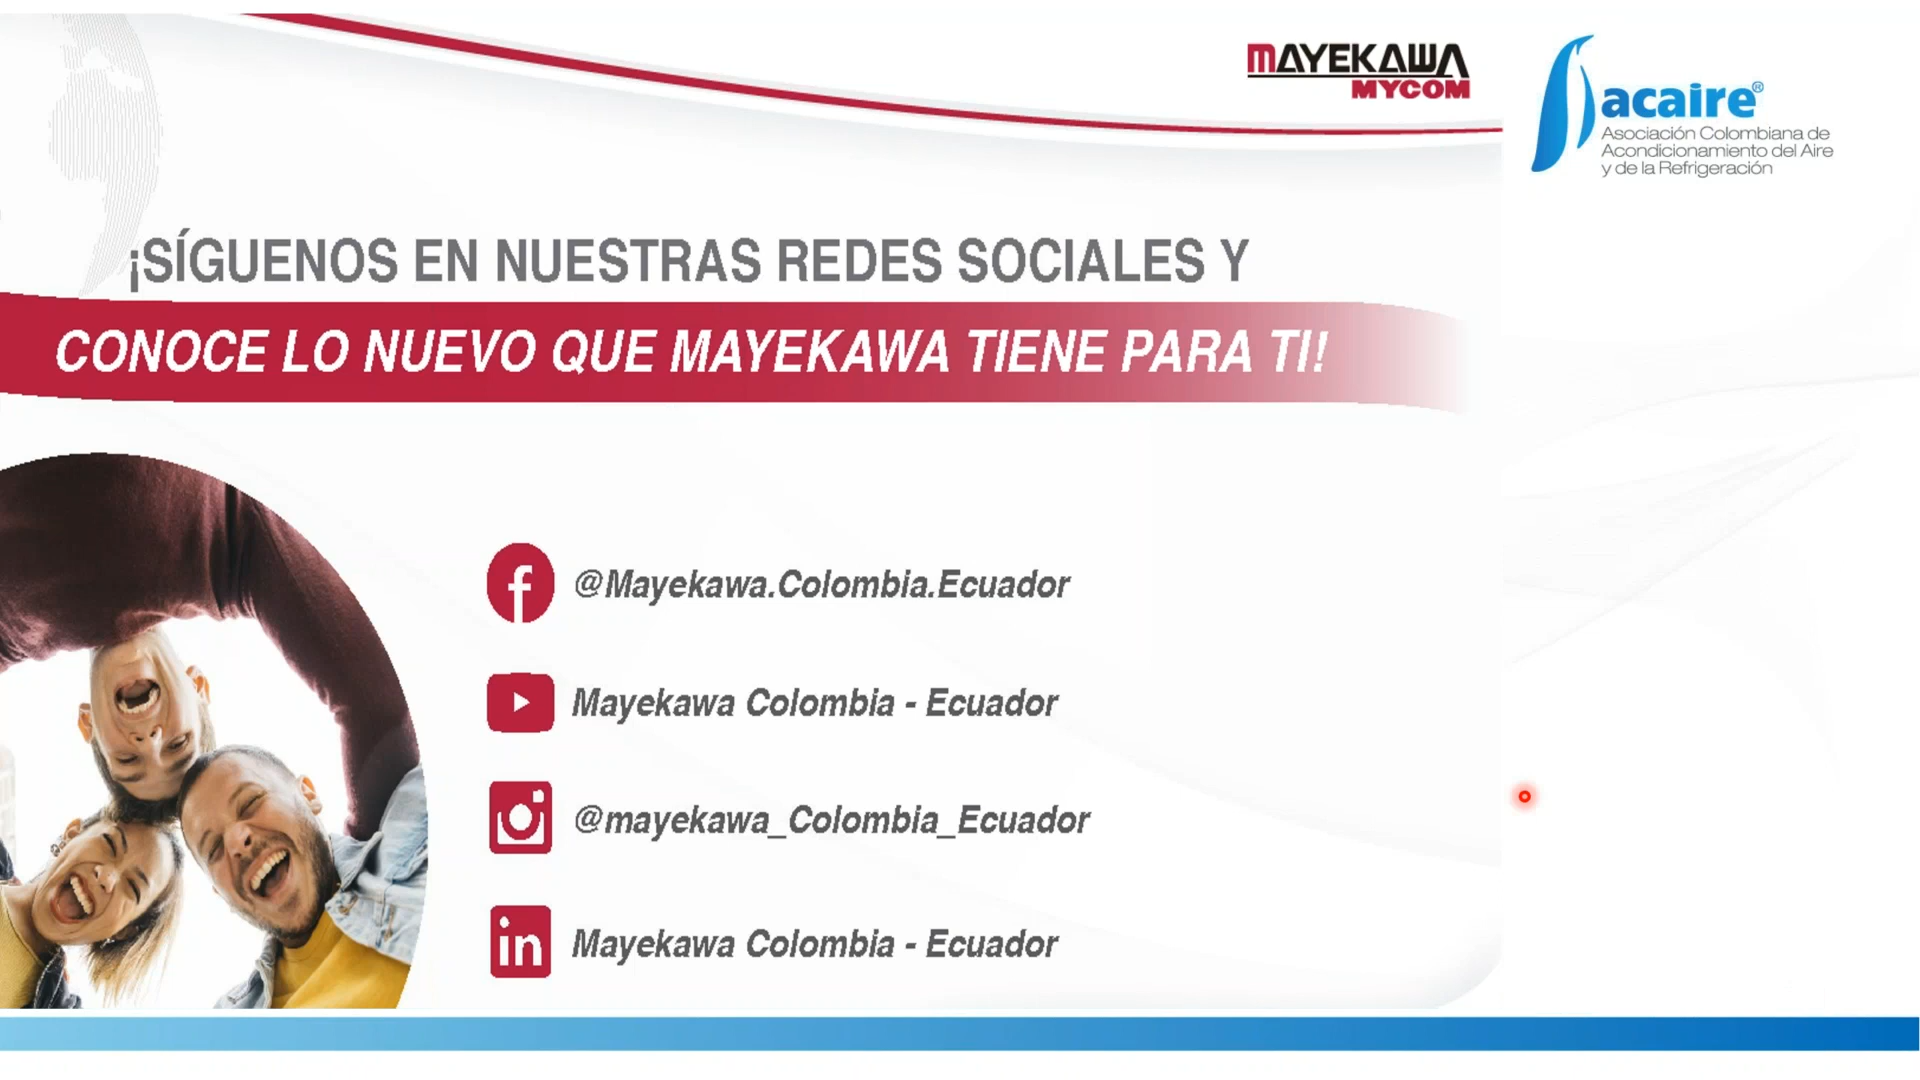 MAYEKAWA
MYCOM
acaire®
Asociación Colombiana de
Acondicionamiento del Aire
y de la Refrigeración
¡SÍGUENOS EN NUESTRAS REDES SOCIALES Y
CONOCE LO NUEVO QUE MAYEKAWA TIENE PARA TI!
@Mayekawa.Colombia.Ecuador
Mayekawa Colombia - Ecuador
@mayekawa_Colombia_Ecuador
in Mayekawa Colombia - Ecuador